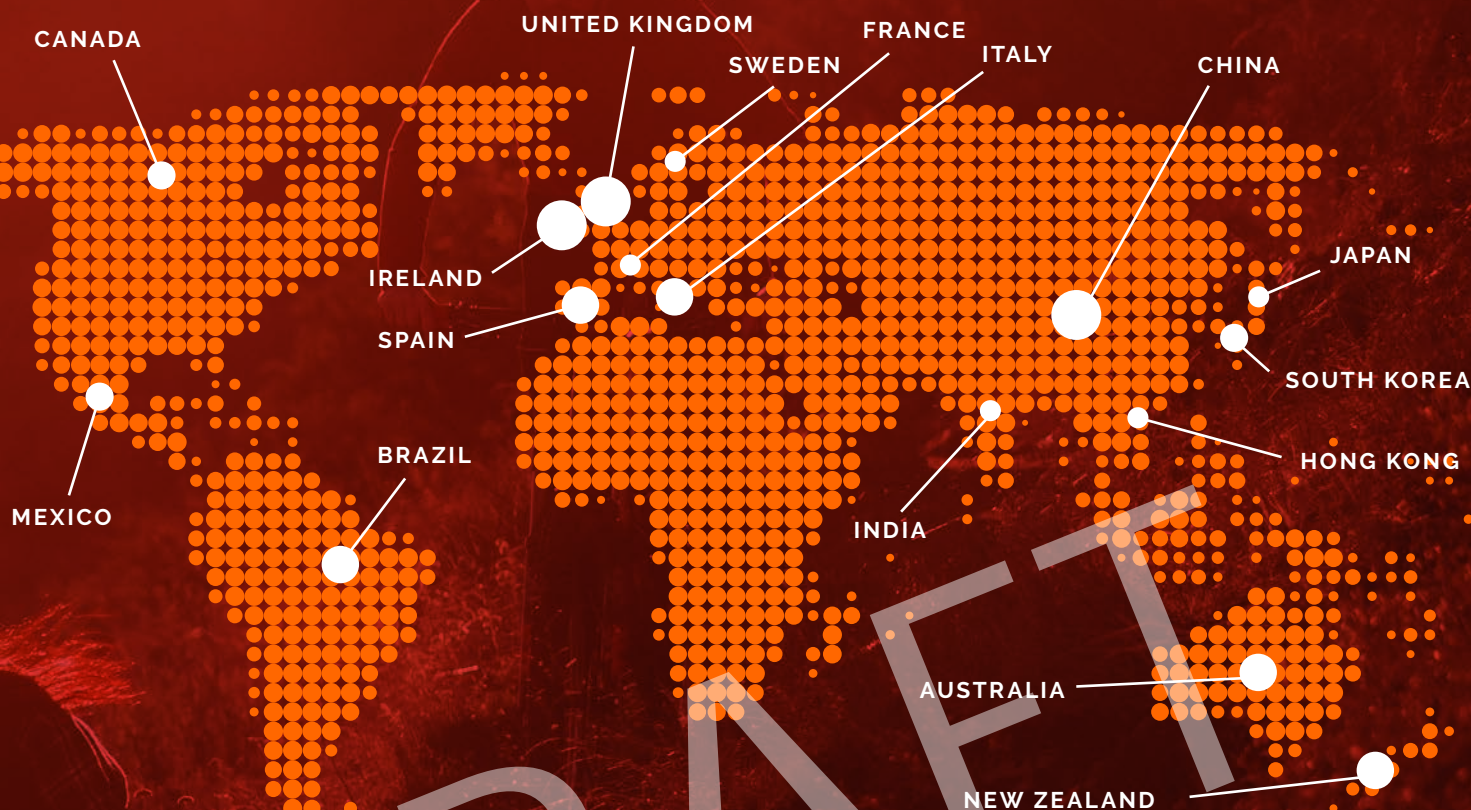 UNITED KINGDOM
FRANCE
CANADA
ITALY
SWEDEN
CHINA
JAPAN
IRELAND
SPAIN
SOUTH KOREA
BRAZIL
HONG KONG
MEXICO
INDIA
AUSTRALIA
NEW ZEALAND
DRAFT